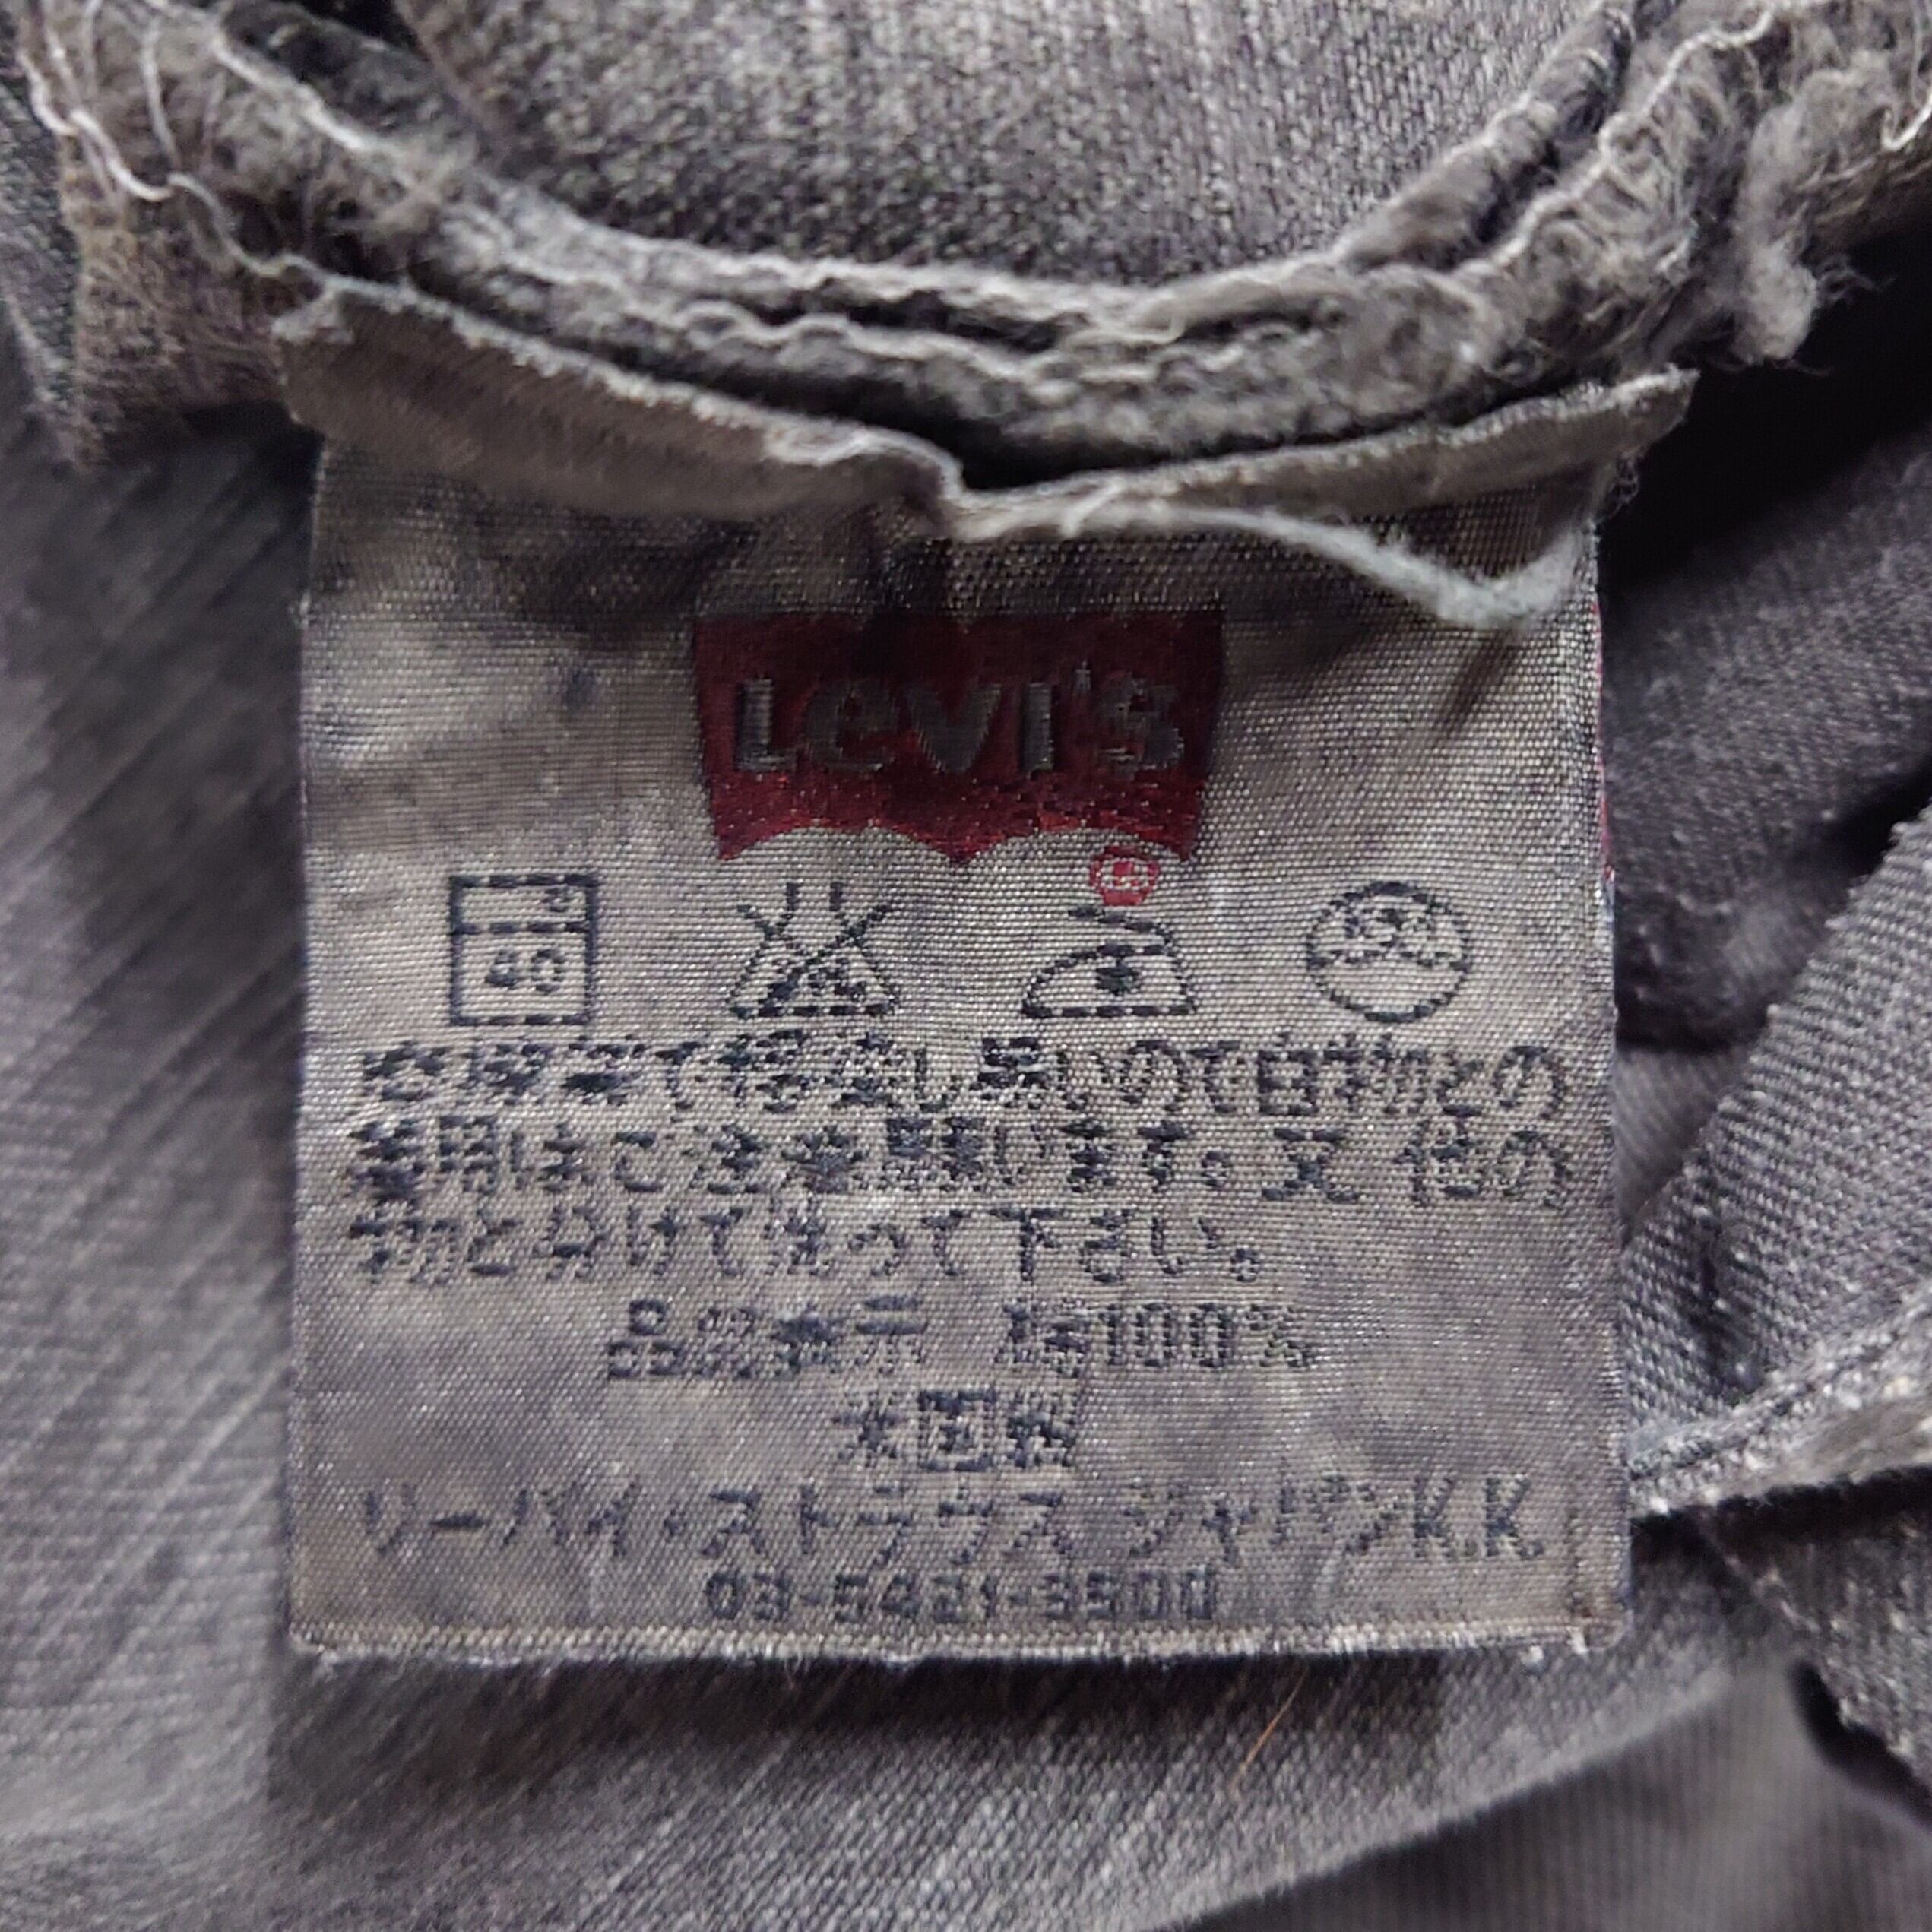 LEVI'S
®
P
40
で移染し易いので白物との
着用はご注意願います。又 他の
物と分けて洗って下さい。
品質表示 綿100%
米国製
リーバイ・ストラウス ジャパンK.K.
03-5421-3500